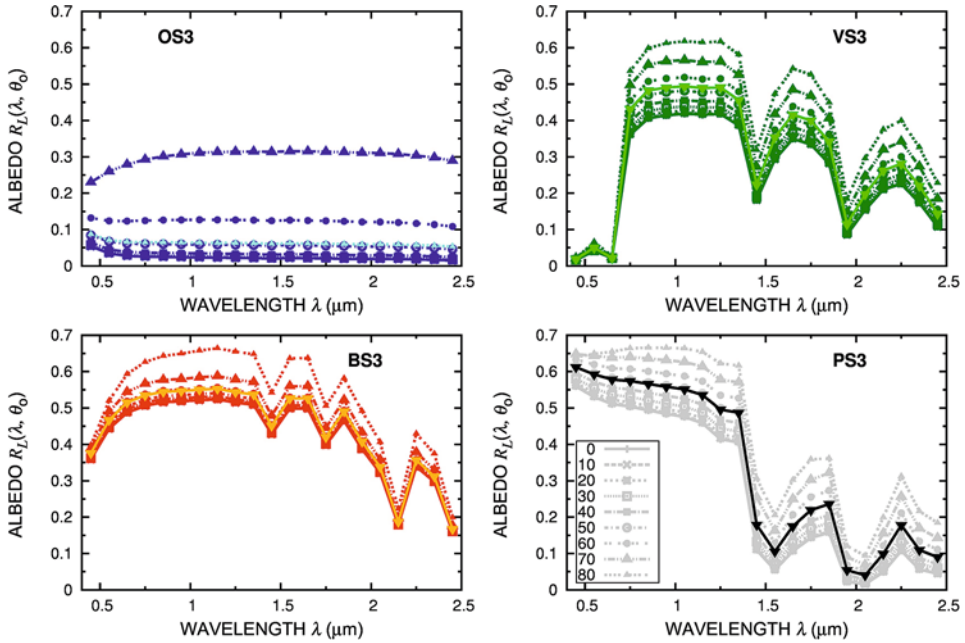 OS3
ALBEDO R_L(λ, θ_o)
0.7
0.6
0.5
0.4
0.3
0.2
0.1
0
0.5 1 1.5 2 2.5
WAVELENGTH λ (μm)
VS3
ALBEDO R_L(λ, θ_o)
0.7
0.6
0.5
0.4
0.3
0.2
0.1
0
0.5 1 1.5 2 2.5
WAVELENGTH λ (μm)
BS3
ALBEDO R_L(λ, θ_o)
0.7
0.6
0.5
0.4
0.3
0.2
0.1
0
0.5 1 1.5 2 2.5
WAVELENGTH λ (μm)
PS3
ALBEDO R_L(λ, θ_o)
0.7
0.6
0.5
0.4
0.3
0.2
0.1
0
0
10
20
30
40
50
60
70
80
0.5 1 1.5 2 2.5
WAVELENGTH λ (μm)